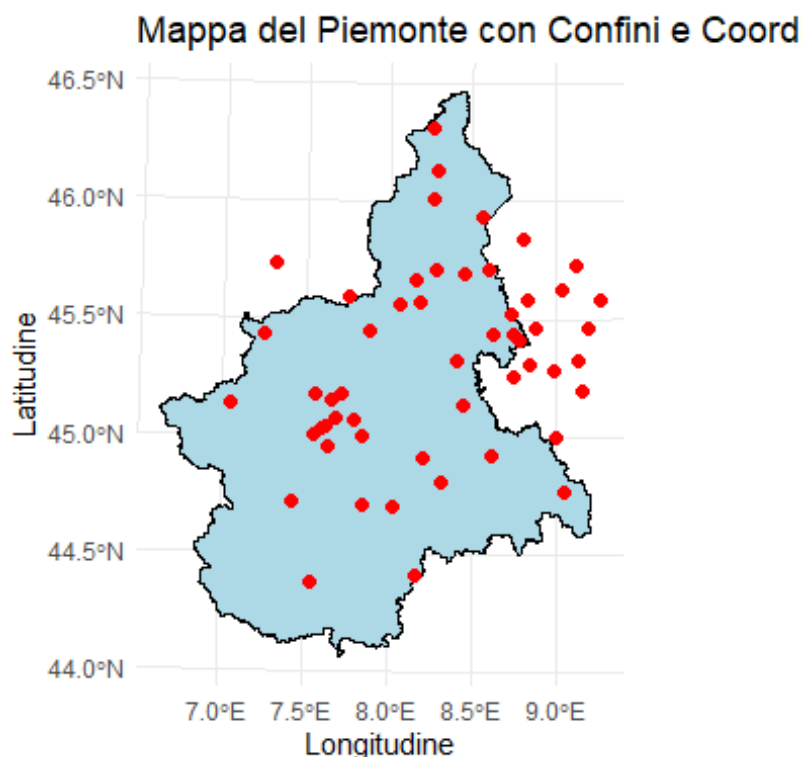 Mappa del Piemonte con Confini e Coord
46.5°N
46.0°N
45.5°N
45.0°N
44.5°N
44.0°N
Latitudine
7.0°E 7.5°E 8.0°E 8.5°E 9.0°E
Longitudine